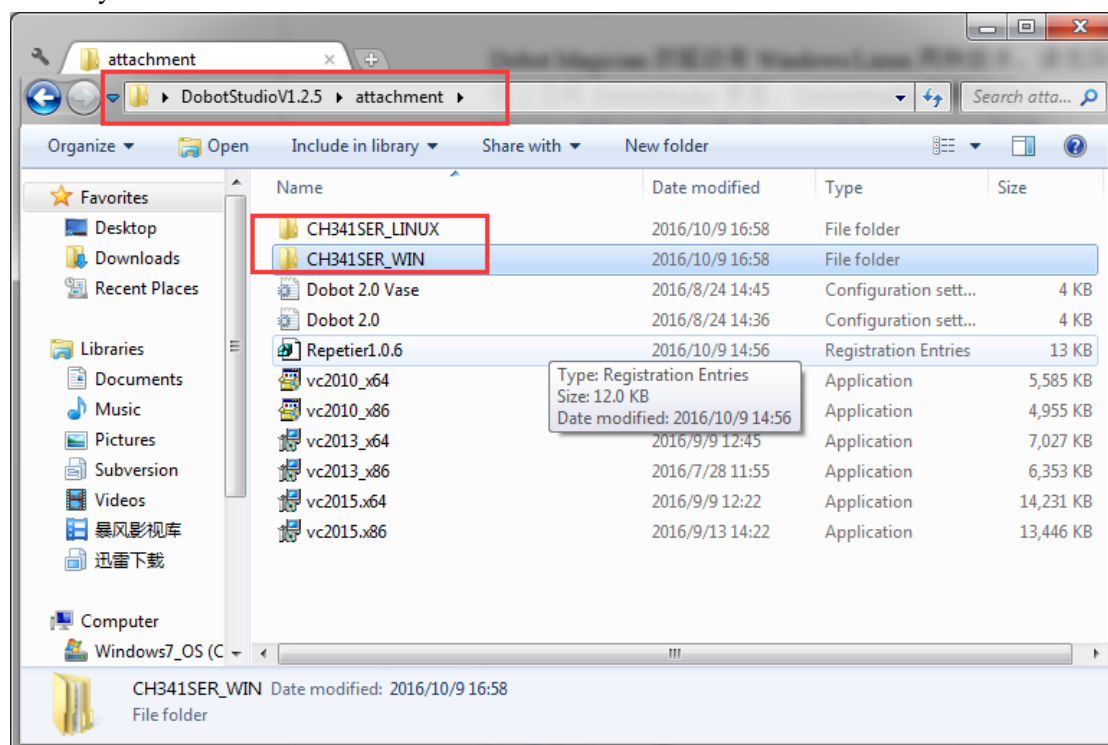 attachment
DobotStudioV1.2.5 attachment Search atta...
Organize Open Include in library Share with New folder
Favorites
Desktop
Downloads
Recent Places
Libraries
Documents
Music
Pictures
Subversion
Videos
暴风影视库
迅雷下载
Computer
Windows7_OS (C
Name Date modified Type Size
CH341SER_LINUX 2016/10/9 16:58 File folder
CH341SER_WIN 2016/10/9 16:58 File folder
Dobot 2.0 Vase 2016/8/24 14:45 Configuration sett... 4 KB
Dobot 2.0 2016/8/24 14:36 Configuration sett... 4 KB
Repetier1.0.6 2016/10/9 14:56 Registration Entries 13 KB
vc2010_x64 Application 5,585 KB
vc2010_x86 Application 4,955 KB
vc2013_x64 2016/9/9 12:45 Application 7,027 KB
vc2013_x86 2016/7/28 11:55 Application 6,353 KB
vc2015.x64 2016/9/9 12:22 Application 14,231 KB
vc2015.x86 2016/9/13 14:22 Application 13,446 KB
Type: Registration Entries
Size: 12.0 KB
Date modified: 2016/10/9 14:56
CH341SER_WIN Date modified: 2016/10/9 16:58
File folder